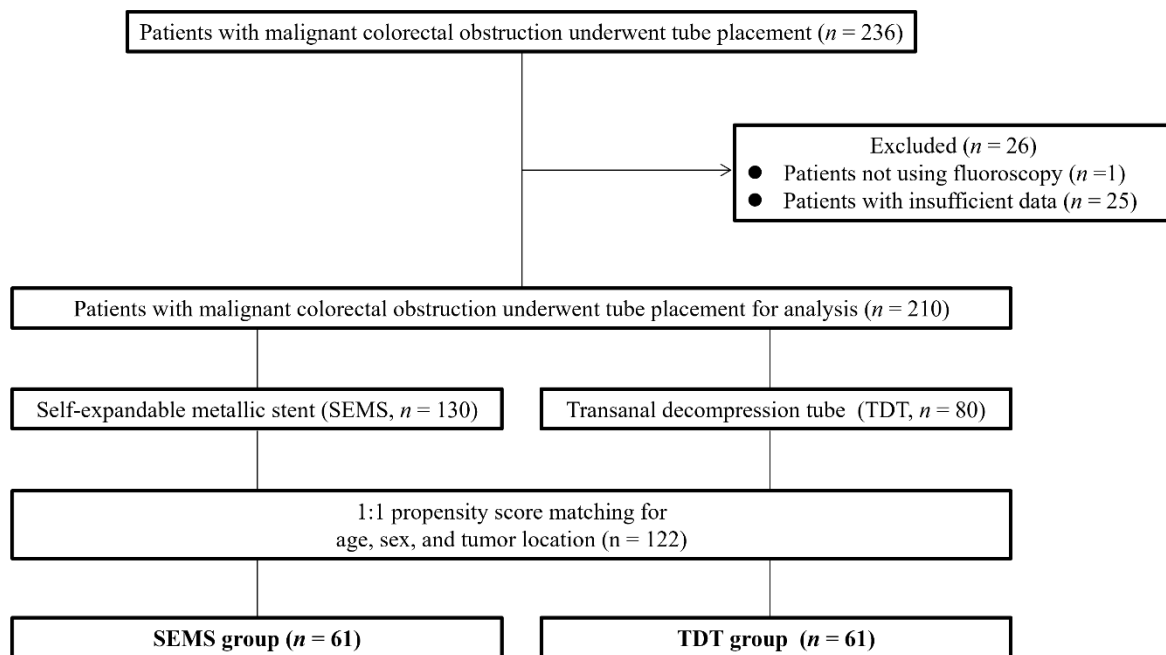 Patients with malignant colorectal obstruction underwent tube placement (n = 236)
Excluded (n = 26)
● Patients not using fluoroscopy (n =1)
● Patients with insufficient data (n = 25)
Patients with malignant colorectal obstruction underwent tube placement for analysis (n = 210)
Self-expandable metallic stent (SEMS, n = 130)
Transanal decompression tube (TDT, n = 80)
1:1 propensity score matching for
age, sex, and tumor location (n = 122)
SEMS group (n = 61)
TDT group (n = 61)